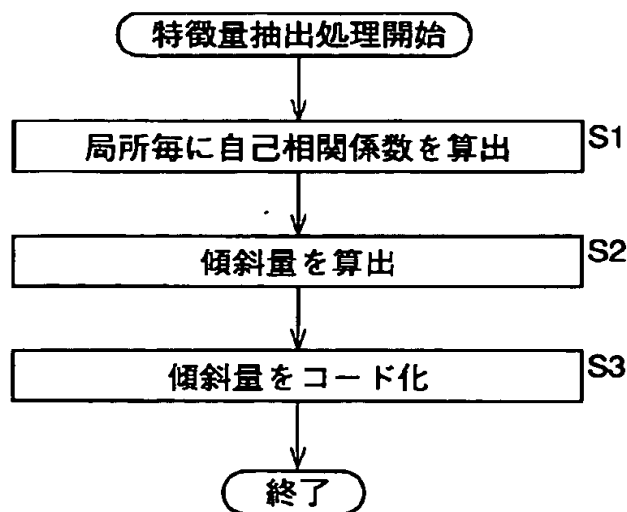 特徴量抽出処理開始
局所毎に自己相関係数を算出
S1
傾斜量を算出
S2
傾斜量をコード化
S3
終了